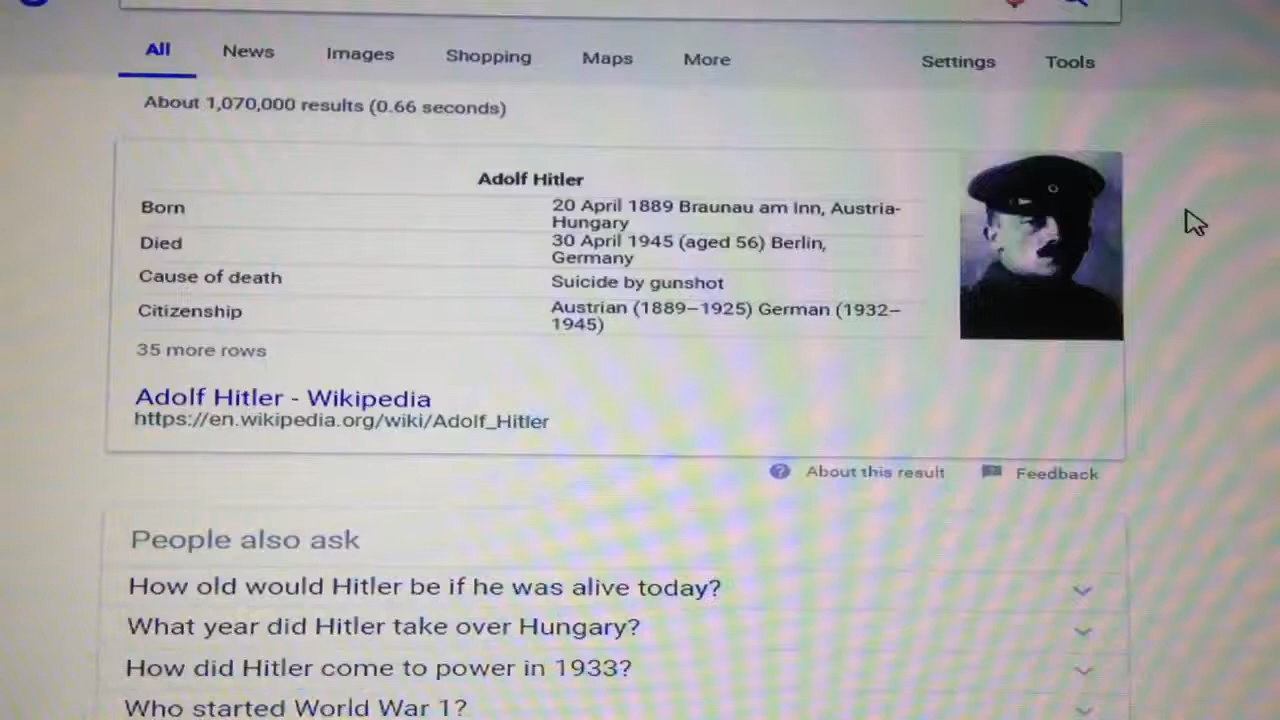 All News Images Shopping Maps More Settings Tools
About 1,070,000 results (0.66 seconds)
Adolf Hitler
Born 20 April 1889 Braunau am Inn, Austria-
Hungary
Died 30 April 1945 (aged 56) Berlin,
Germany
Cause of death Suicide by gunshot
Citizenship Austrian (1889–1925) German (1932–
1945)
35 more rows
Adolf Hitler - Wikipedia
https://en.wikipedia.org/wiki/Adolf_Hitler
About this result Feedback
People also ask
How old would Hitler be if he was alive today?
What year did Hitler take over Hungary?
How did Hitler come to power in 1933?
Who started World War 1?